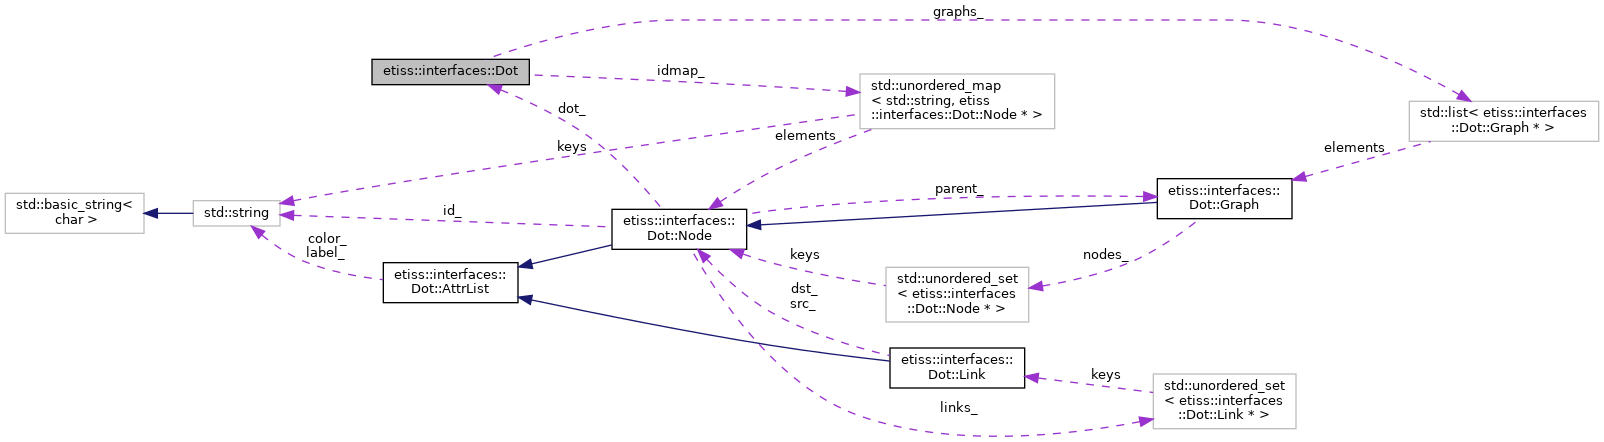 graphs_
etiss::interfaces::Dot
idmap_
std::unordered_map
< std::string, etiss
::interfaces::Dot::Node * >
std::list< etiss::interfaces
::Dot::Graph * >
dot_
elements
keys
elements
std::basic_string<
char >
std::string
id_
etiss::interfaces::
Dot::Node
parent_
etiss::interfaces::
Dot::Graph
color_
label_
etiss::interfaces::
Dot::AttrList
keys
nodes_
std::unordered_set
< etiss::interfaces
::Dot::Node * >
dst_
src_
etiss::interfaces::
Dot::Link
keys
std::unordered_set
< etiss::interfaces
::Dot::Link * >
links_